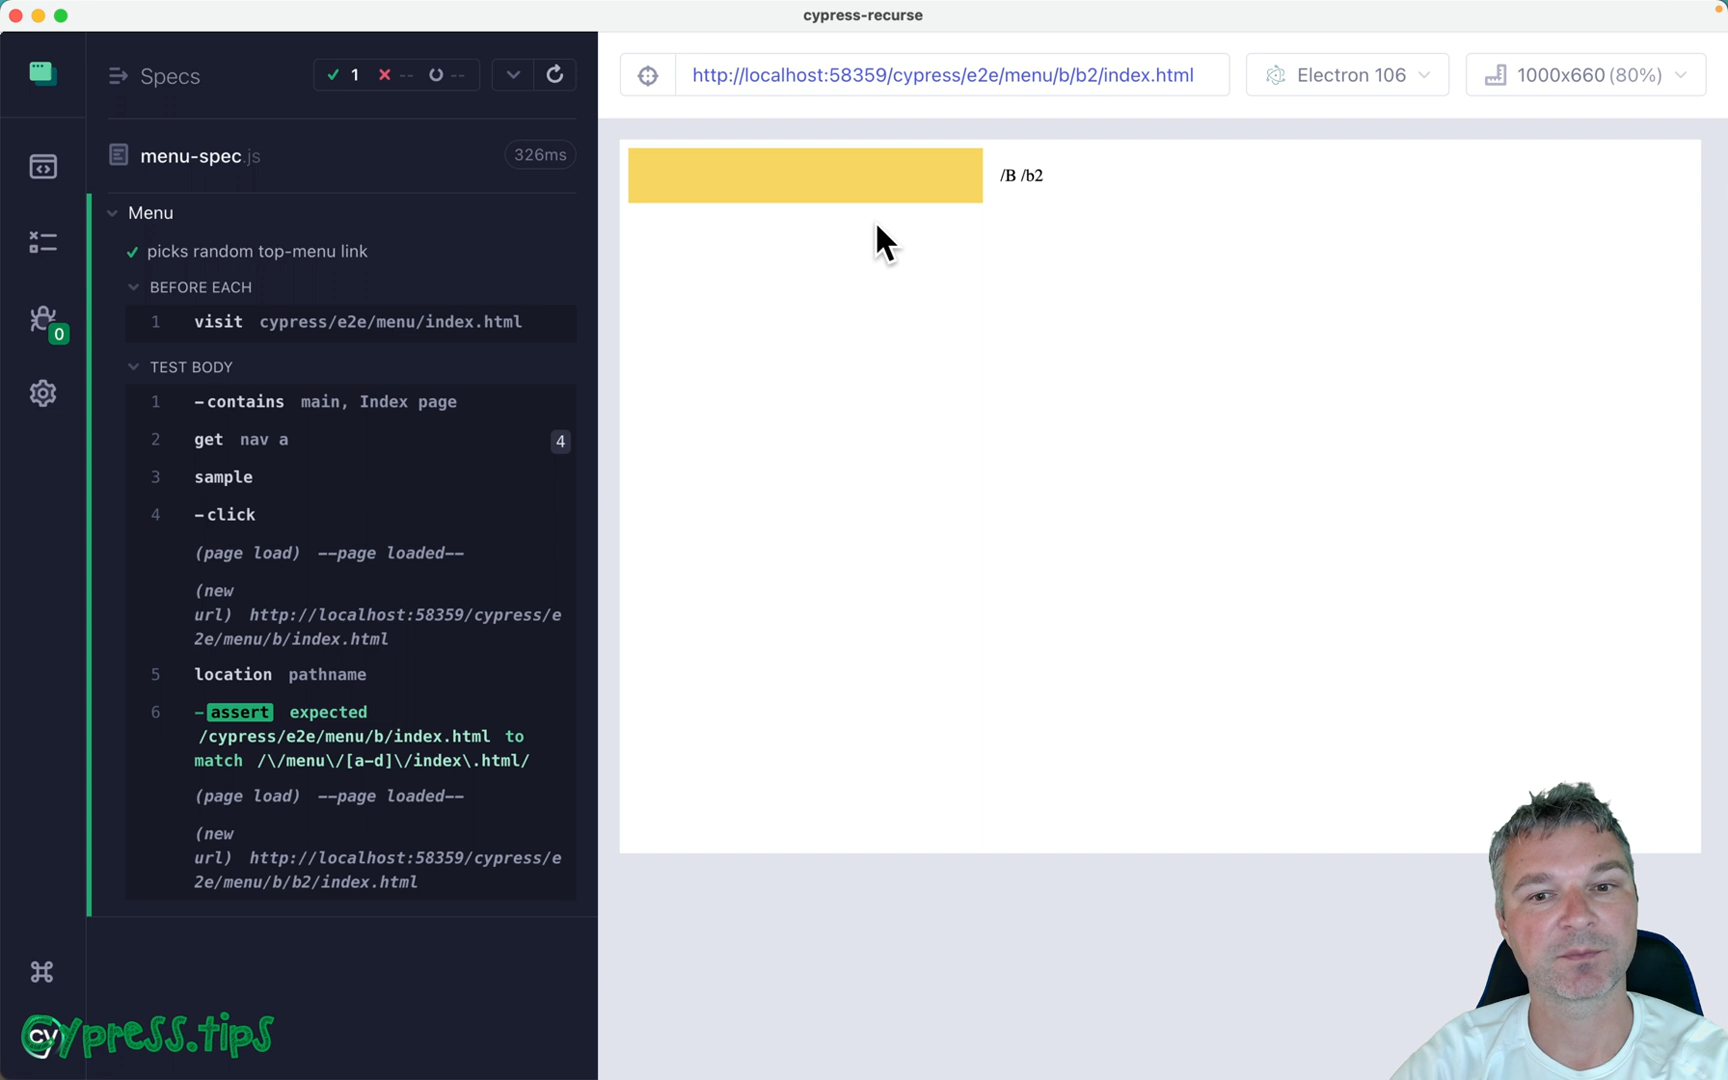 cypress-recurse
Specs
1 -- --
http://localhost:58359/cypress/e2e/menu/b/b2/index.html
Electron 106
1000x660 (80%)
menu-spec.js
326ms
Menu
picks random top-menu link
BEFORE EACH
1 visit cypress/e2e/menu/index.html
TEST BODY
1 -contains main, Index page
2 get nav a 4
3 sample
4 -click
(page load) --page loaded--
(new
url) http://localhost:58359/cypress/e
2e/menu/b/index.html
5 location pathname
6 -assert expected
/cypress/e2e/menu/b/index.html to
match /\/menu\/[a-d]\/index\.html/
(page load) --page loaded--
(new
url) http://localhost:58359/cypress/e
2e/menu/b/b2/index.html
0
/B /b2
cy
Cypress.tips